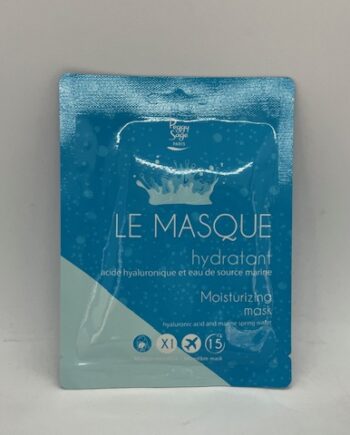 Peggy
Sage
PARIS
LE MASQUE
hydratant
acide hyaluronique et eau de source marine
Moisturizing
mask
hyaluronic acid and marine spring water
X1
15